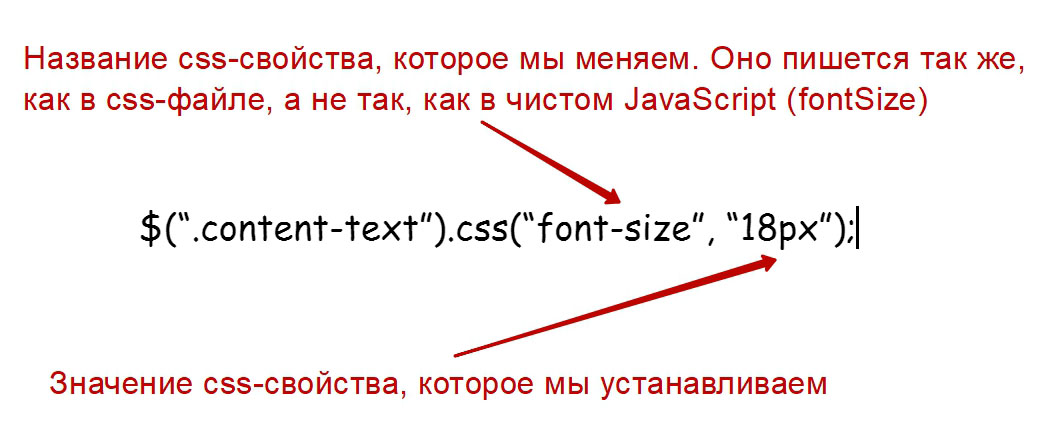 Название css-свойства, которое мы меняем. Оно пишется так же,
как в css-файле, а не так, как в чистом JavaScript (fontSize)
$(“.content-text”).css(“font-size”, “18px”);
Значение css-свойства, которое мы устанавливаем